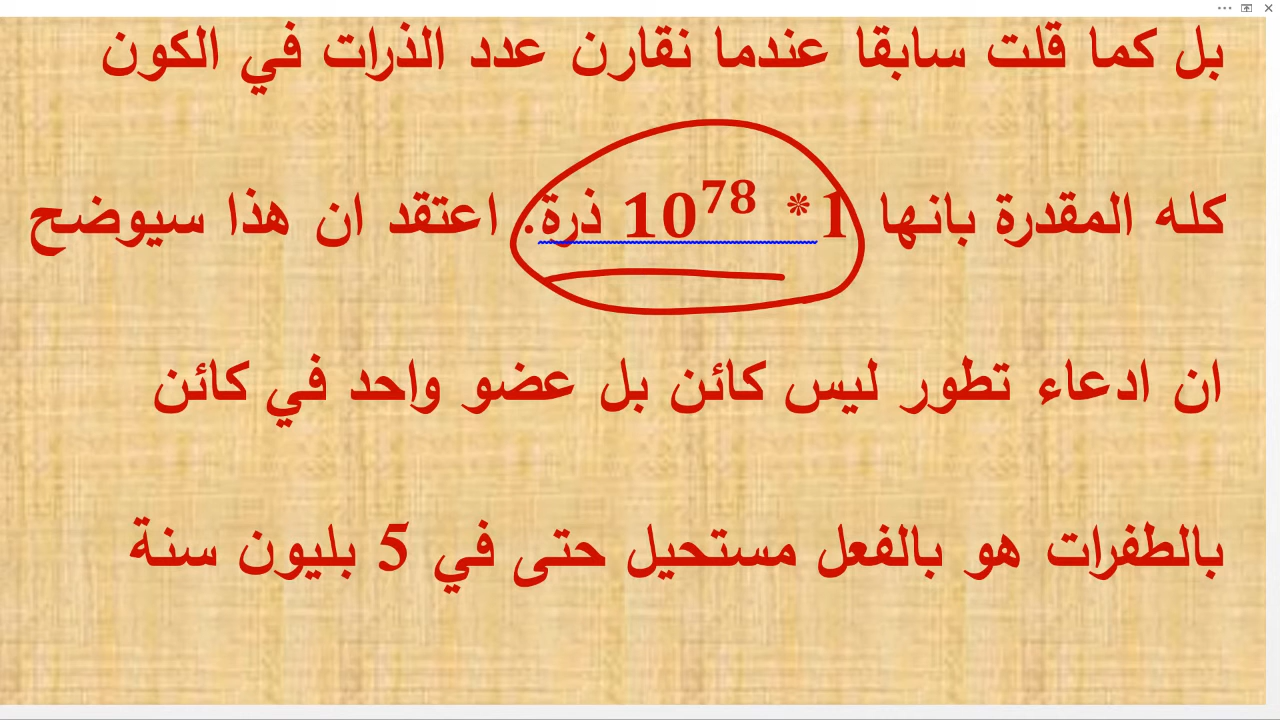 بل كما قلت سابقا عندما نقارن عدد الذرات في الكون
كله المقدرة بانها 1* 10⁷⁸ ذرة. اعتقد ان هذا سيوضح
ان ادعاء تطور ليس كائن بل عضو واحد في كائن
بالطفرات هو بالفعل مستحيل حتى في 5 بليون سنة